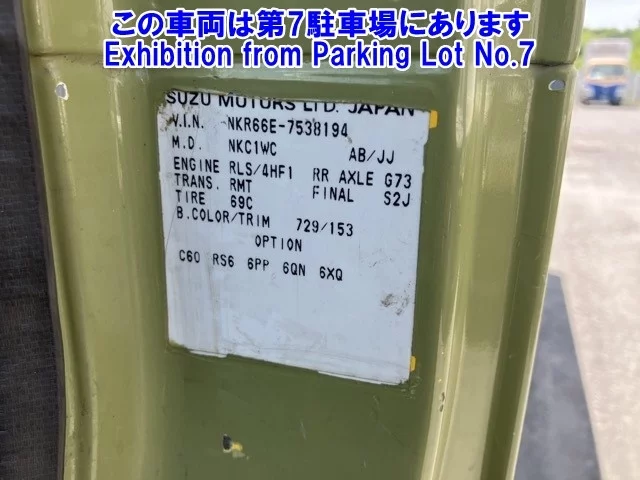 この車両は第7駐車場にあります
Exhibition from Parking Lot No.7
SUZU MOTORS LTD. JAPAN
V.I.N. NKR66E-7538194
M.D. NKC1WC AB/JJ
ENGINE RLS/4HF1 RR AXLE G73
TRANS. RMT FINAL S2J
TIRE 69C
B.COLOR/TRIM 729/153
OPTION
C60 RS6 6PP 6QN 6XQ